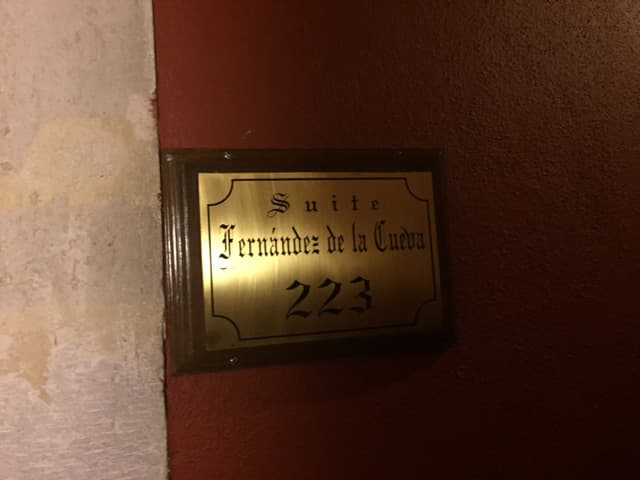 Suite
Fernández de la Cueva
223